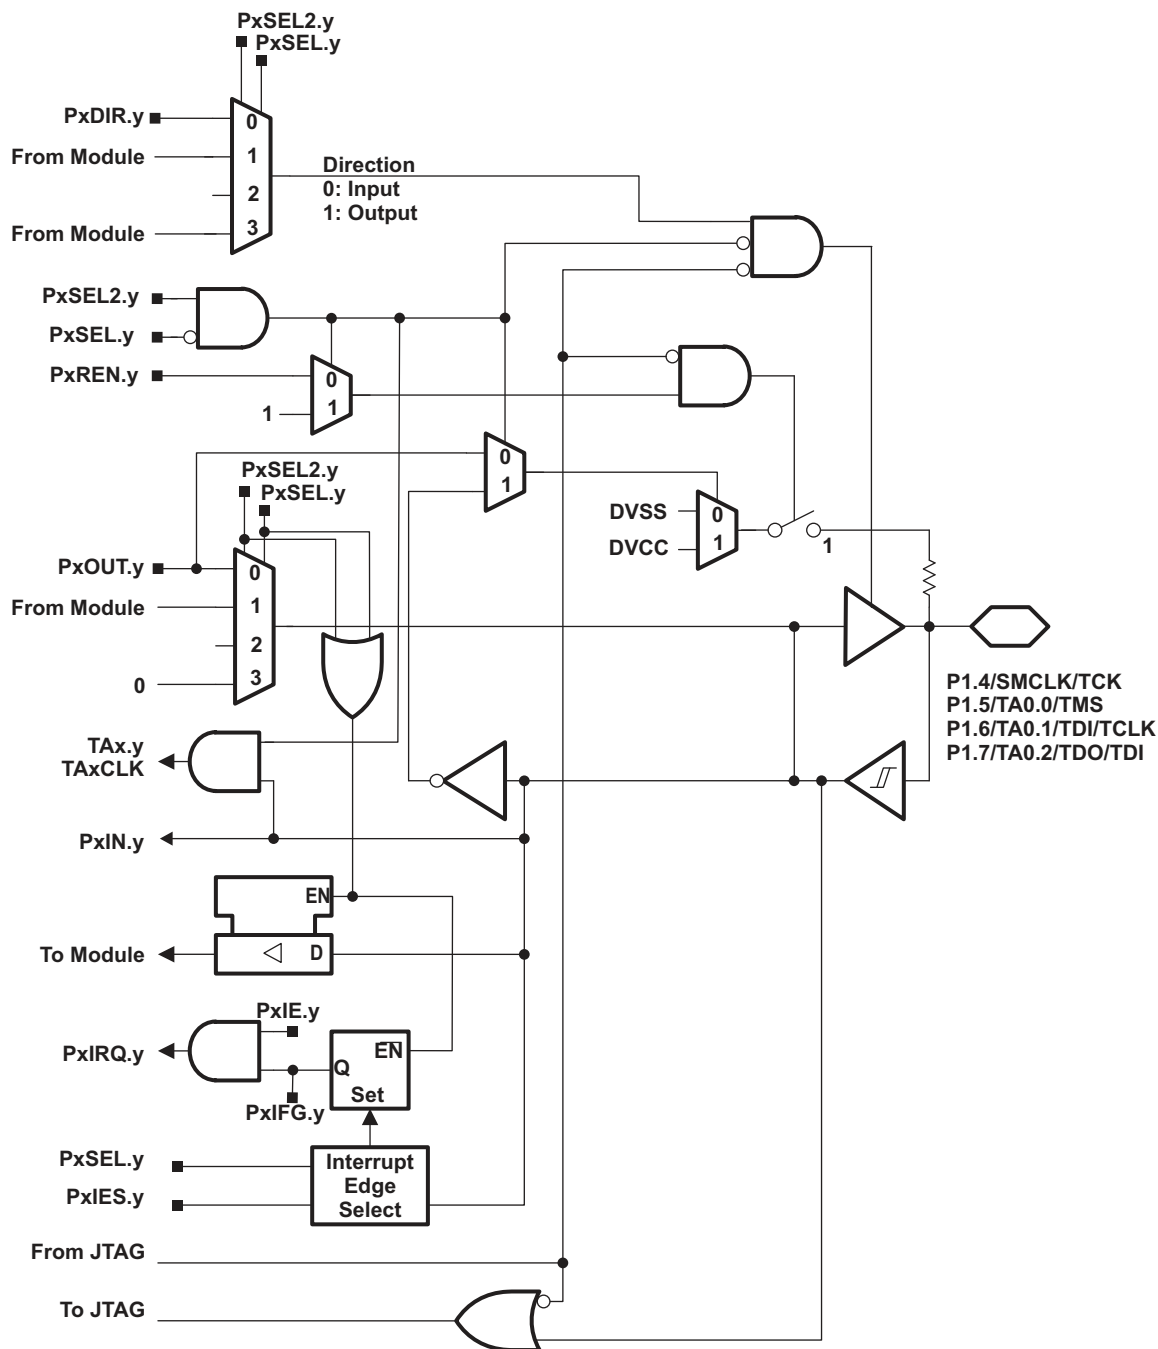 PxSEL2.y
PxSEL.y
PxDIR.y
0
From Module
1
2
From Module
3
Direction
0: Input
1: Output
PxSEL2.y
PxSEL.y
PxREN.y
0
1
1
0
1
PxSEL2.y
PxSEL.y
DVSS
0
DVCC
1
1
PxOUT.y
0
From Module
1
2
0
3
P1.4/SMCLK/TCK
P1.5/TA0.0/TMS
P1.6/TA0.1/TDI/TCLK
P1.7/TA0.2/TDO/TDI
TAx.y
TAxCLK
PxIN.y
EN
To Module
D
PxIE.y
PxIRQ.y
EN
Q
Set
PxIFG.y
PxSEL.y
PxIES.y
Interrupt
Edge
Select
From JTAG
To JTAG